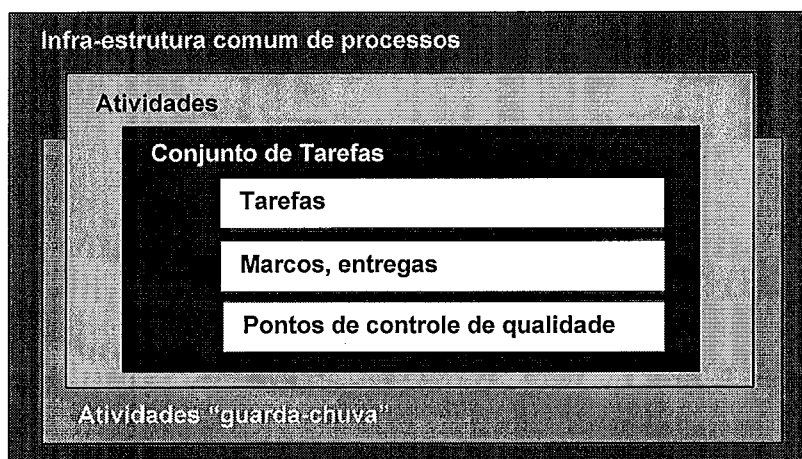 Infra-estrutura comum de processos
Atividades
Conjunto de Tarefas
Tarefas
Marcos, entregas
Pontos de controle de qualidade
Atividades “guarda-chuva”